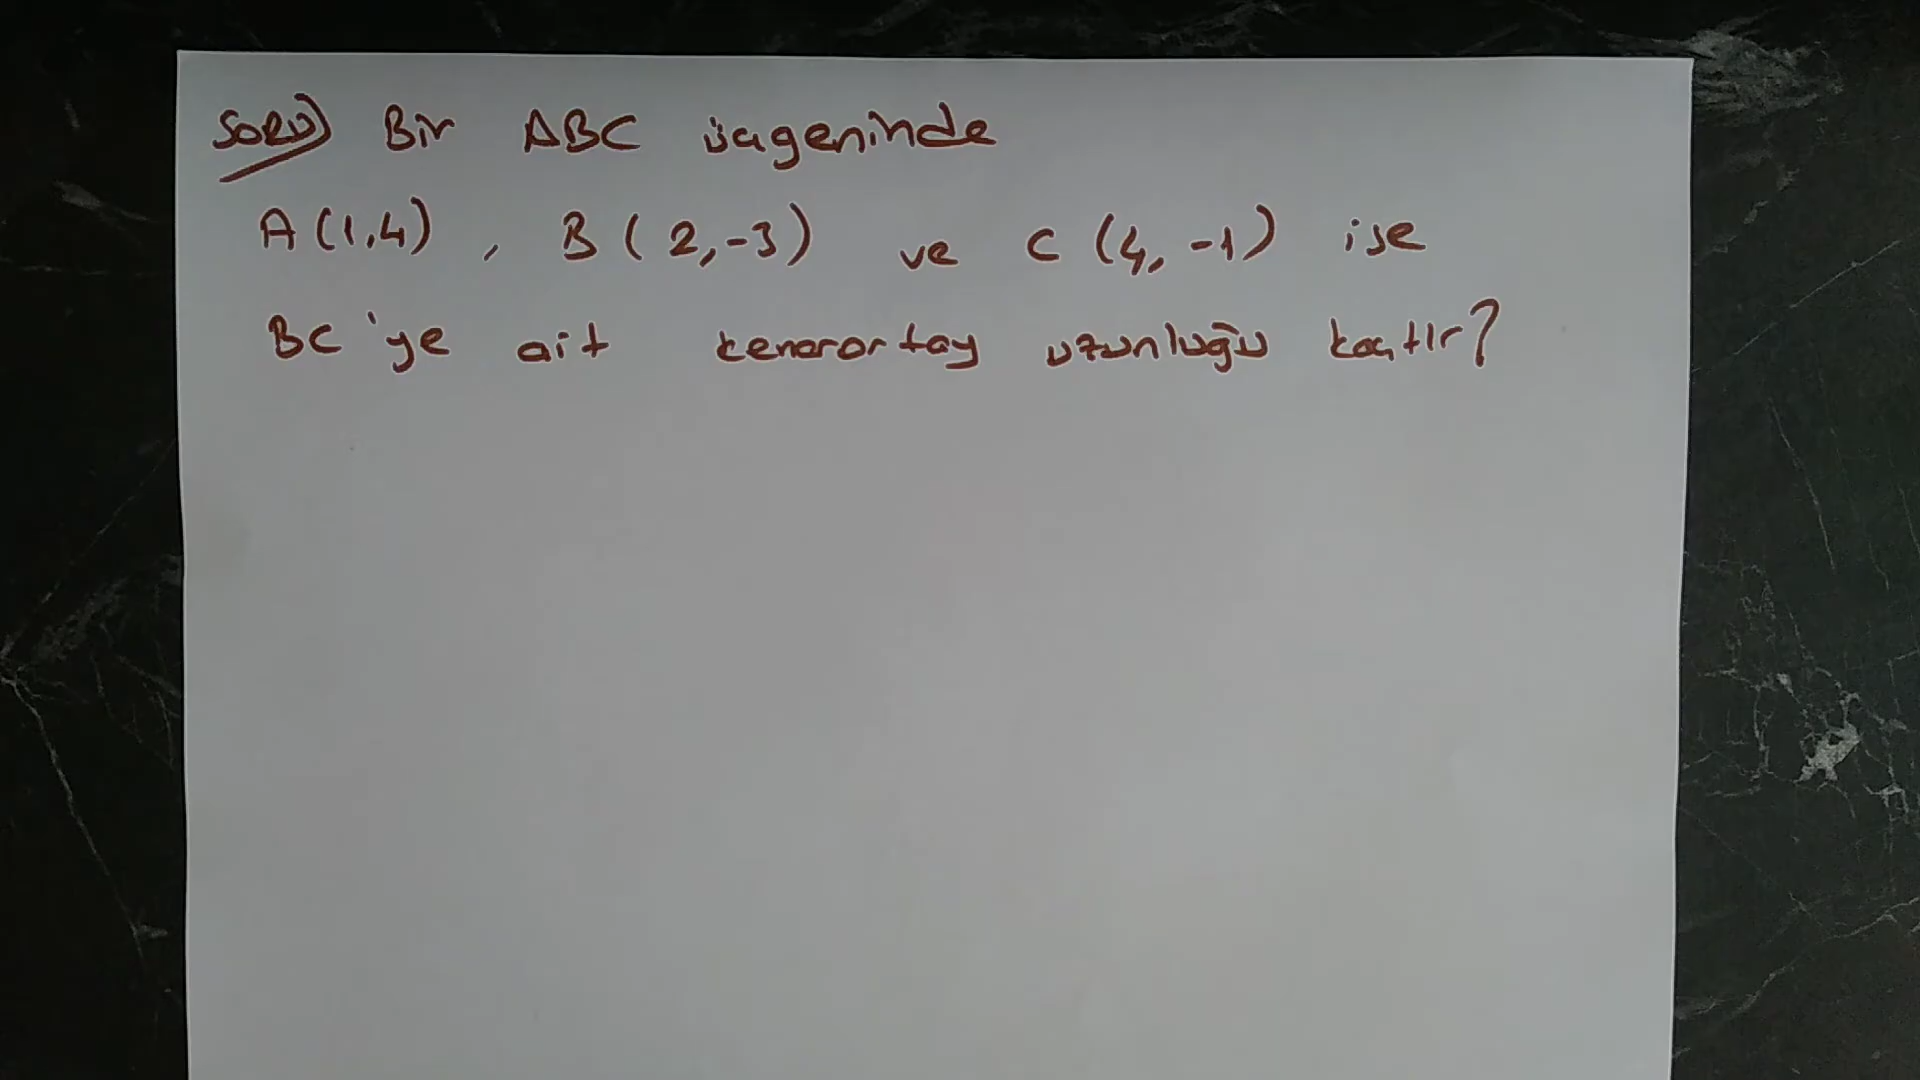 SORU) Bir ABC üçgeninde
A(1,4) , B(2,-3) ve C(4,-1) ise
BC'ye ait kenarortay uzunluğu kaçtır?